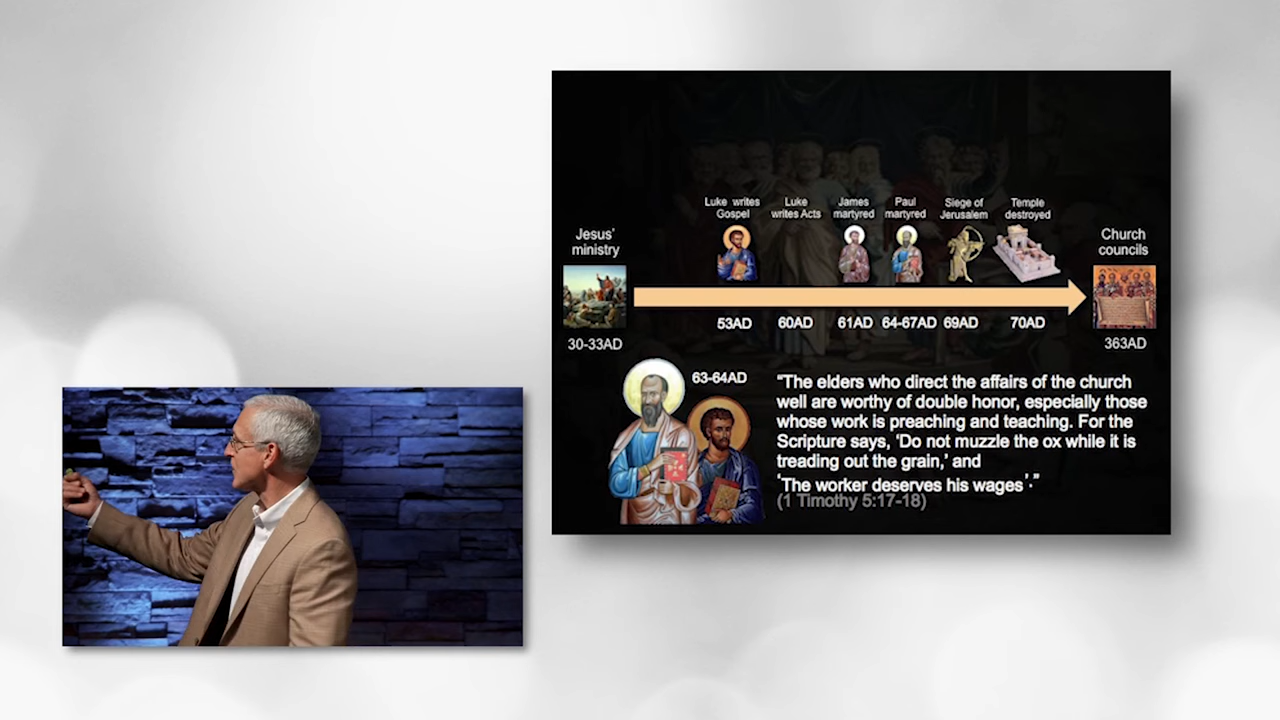 Luke writes
Gospel
Luke
writes Acts
James
martyred
Paul
martyred
Siege of
Jerusalem
Temple
destroyed
Jesus’
ministry
Church
councils
53AD
60AD
61AD
64-67AD
69AD
70AD
30-33AD
363AD
63-64AD
“The elders who direct the affairs of the church
well are worthy of double honor, especially those
whose work is preaching and teaching. For the
Scripture says, ‘Do not muzzle the ox while it is
treading out the grain,’ and
‘The worker deserves his wages’.”
(1 Timothy 5:17-18)